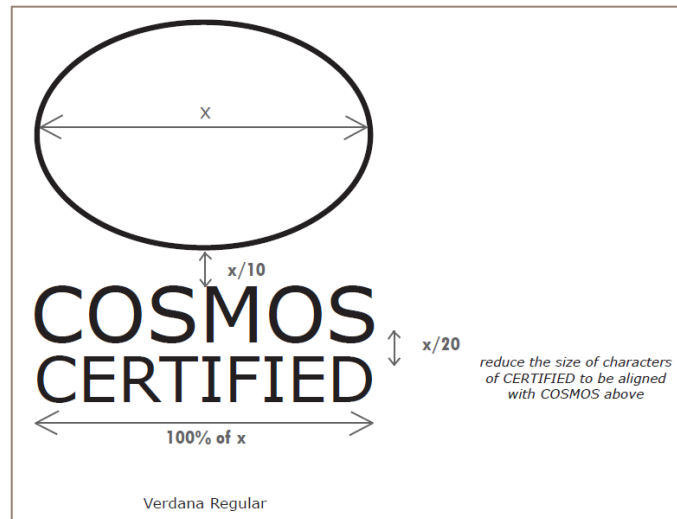 x
x/10
COSMOS
x/20
CERTIFIED
reduce the size of characters
of CERTIFIED to be aligned
with COSMOS above
100% of x
Verdana Regular